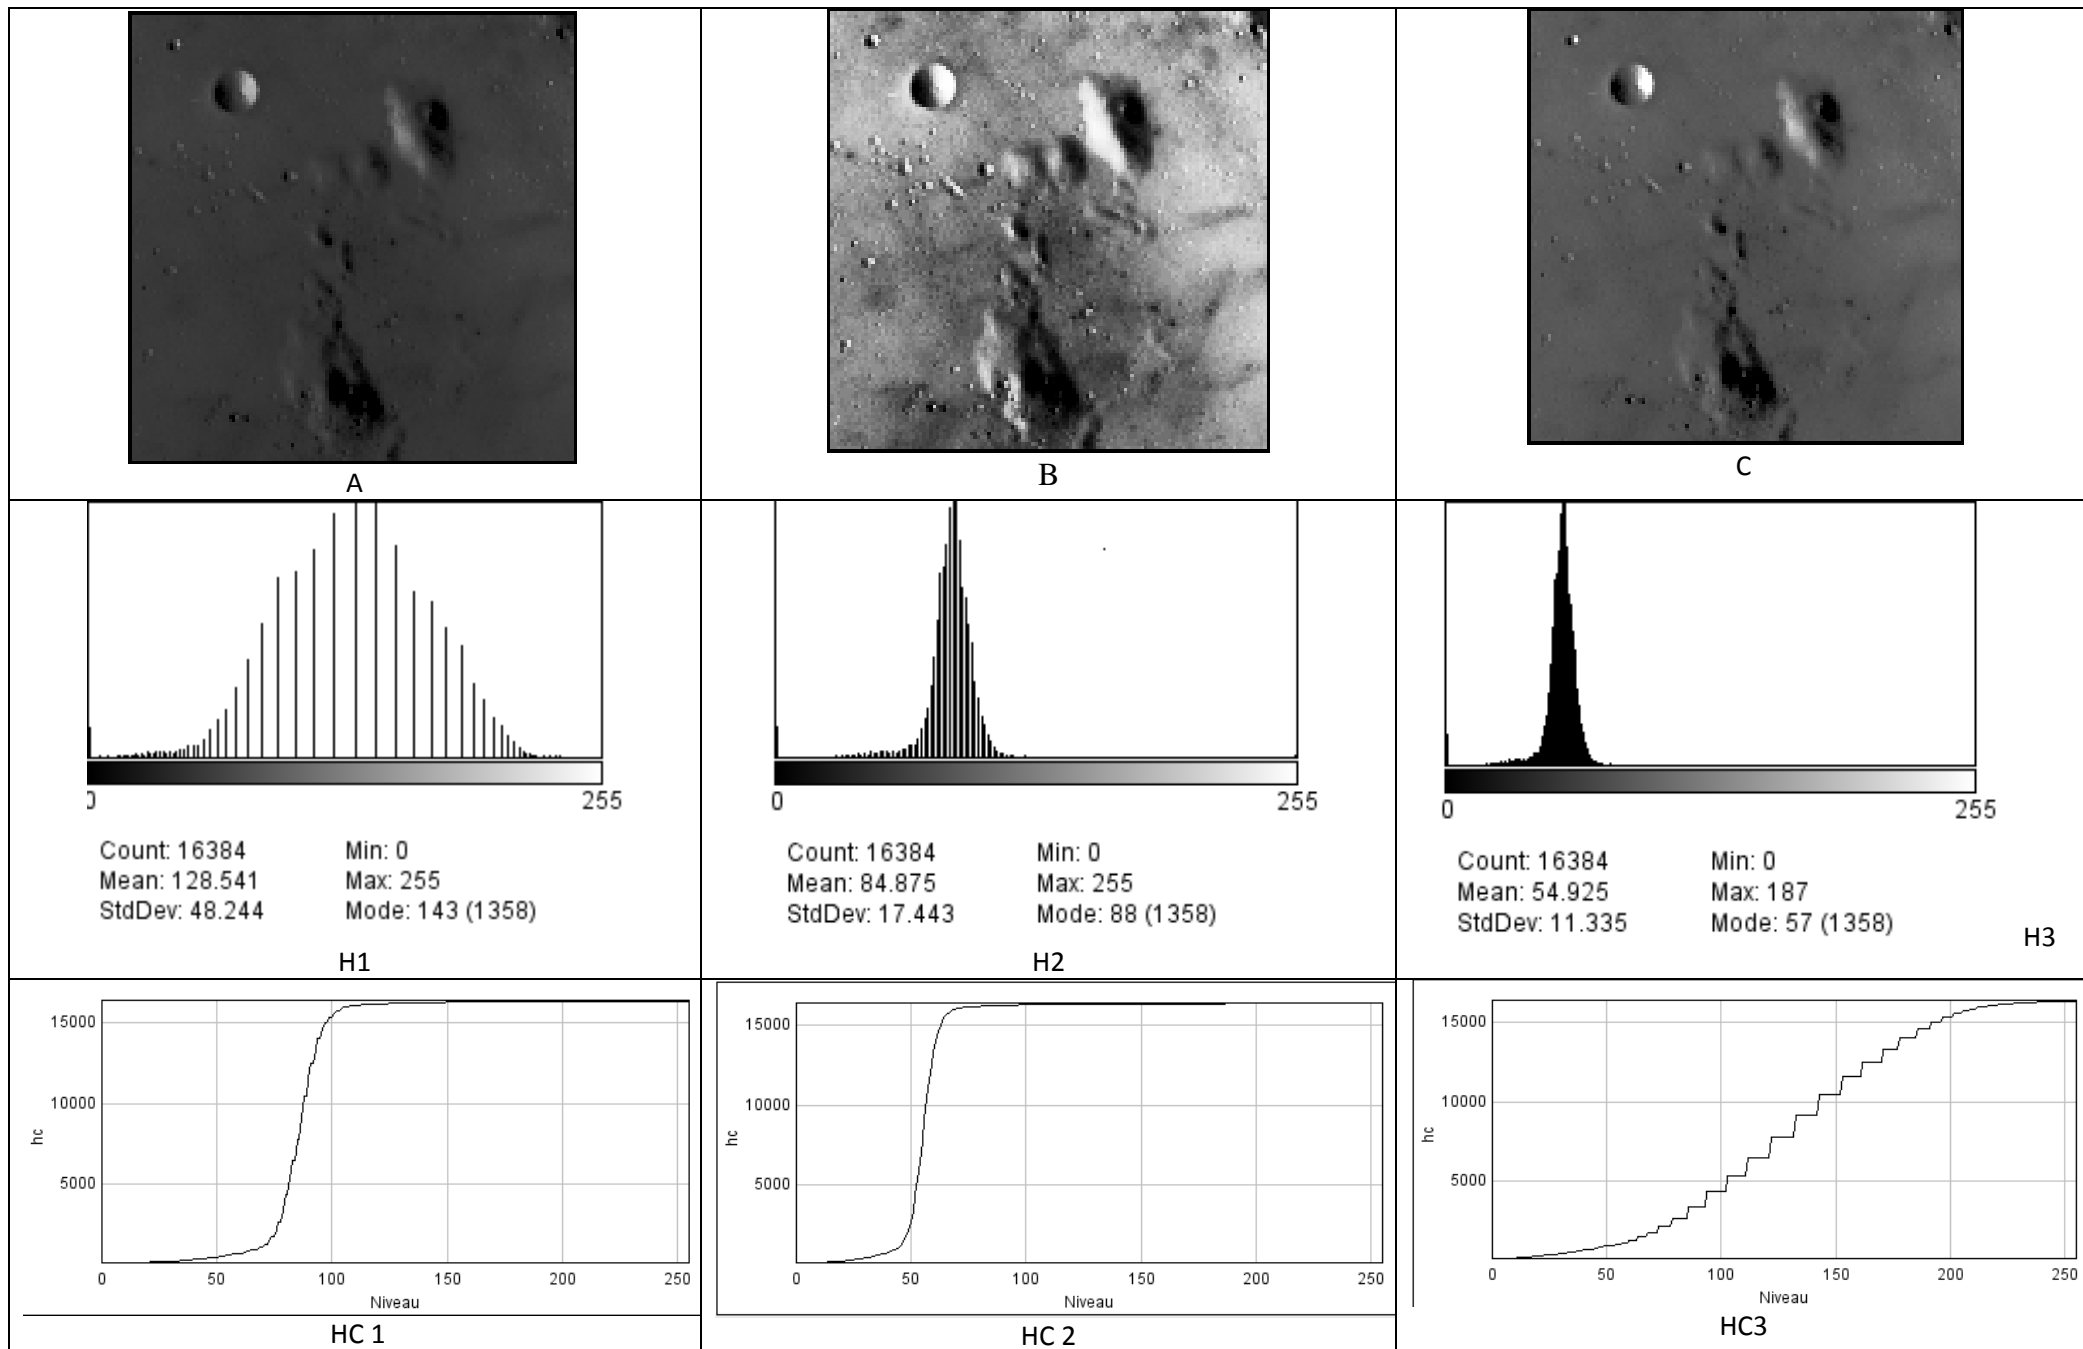 A
B
C
0 255
Count: 16384 Min: 0
Mean: 128.541 Max: 255
StdDev: 48.244 Mode: 143 (1358)
H1
0 255
Count: 16384 Min: 0
Mean: 84.875 Max: 255
StdDev: 17.443 Mode: 88 (1358)
H2
0 255
Count: 16384 Min: 0
Mean: 54.925 Max: 187
StdDev: 11.335 Mode: 57 (1358)
H3
15000
10000
hc
5000
0 50 100 150 200 250
Niveau
HC 1
15000
10000
hc
5000
0 50 100 150 200 250
Niveau
HC 2
15000
10000
hc
5000
0 50 100 150 200 250
Niveau
HC3